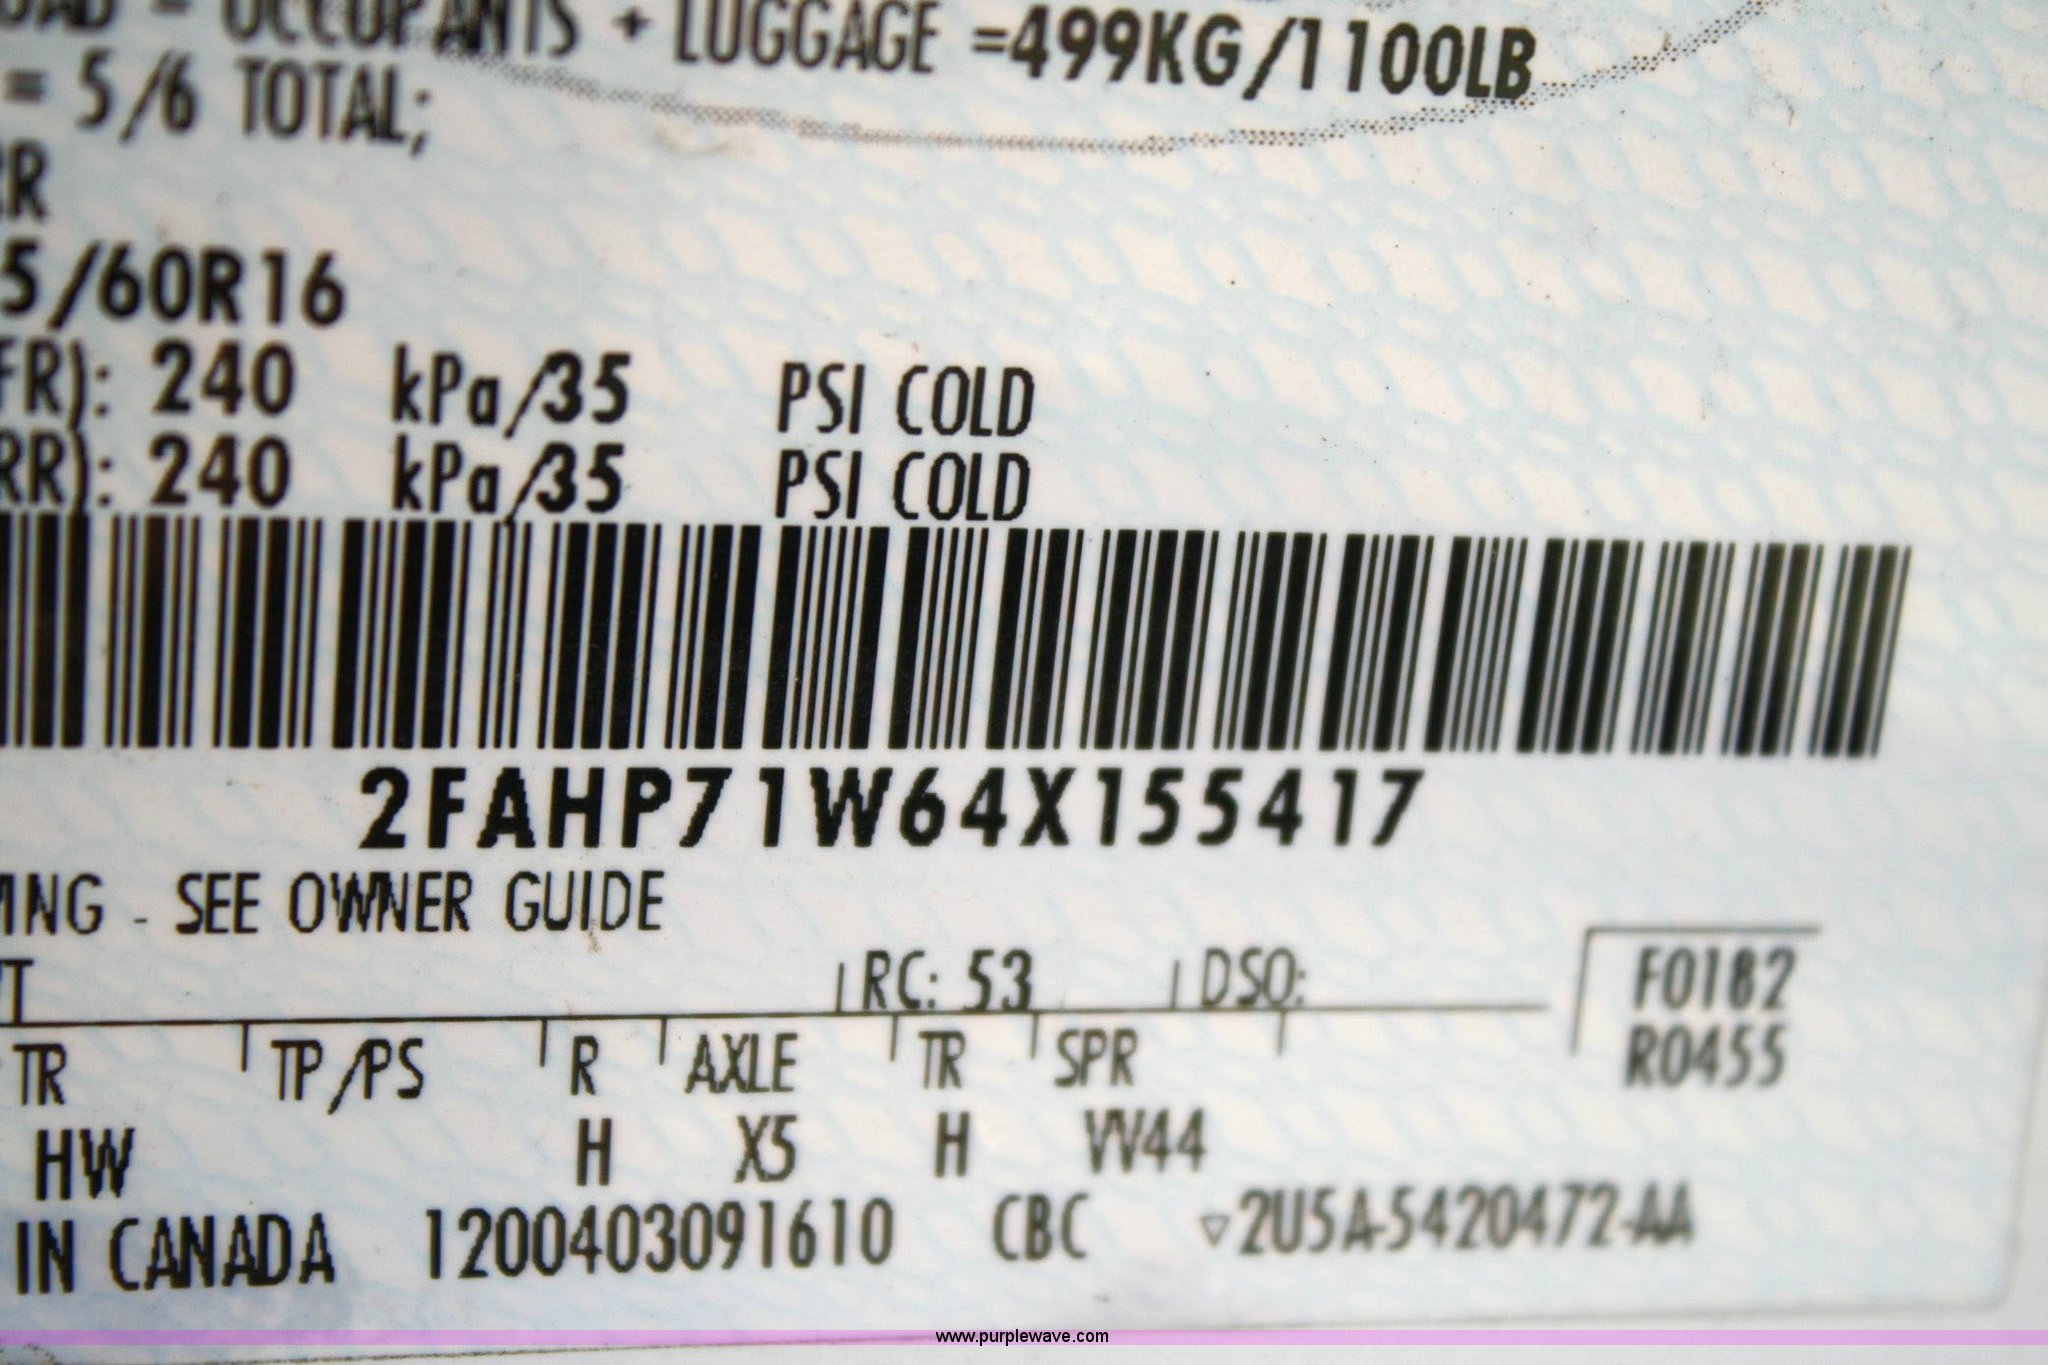 OAD = OCCUPANTS + LUGGAGE =499KG/1100LB
= 5/6 TOTAL;
RR
5/60R16
FR): 240 kPa/35 PSI COLD
RR): 240 kPa/35 PSI COLD
2FAHP71W64X155417
ING - SEE OWNER GUIDE
T RC: 53 DSO:
F0182
R0455
TR TP/PS R AXLE TR SPR
HW H X5 H VV44
IN CANADA 1200403091610 CBC ▽2U5A-5420472-AA
www.purplewave.com